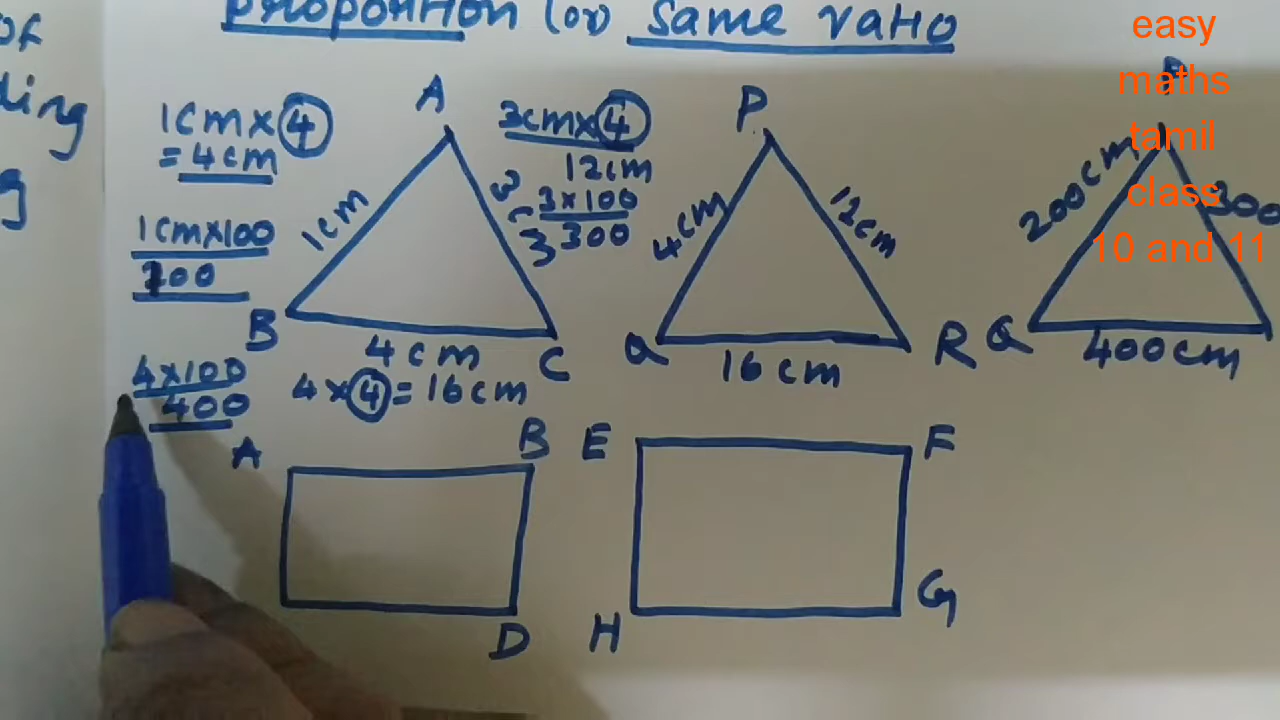 proportion (or) same ratio
of
ding
g
easy
maths
tamil
class
10 and 11
1cm×4
=4cm
1cm×100
100
4×100
400
A
1cm
3cm
B
4cm
C
4×4=16cm
3cm×4
12cm
3×100
300
P
4cm
12cm
Q
16cm
R
200cm
300
Q
400cm
A
B
D
E
F
H
G